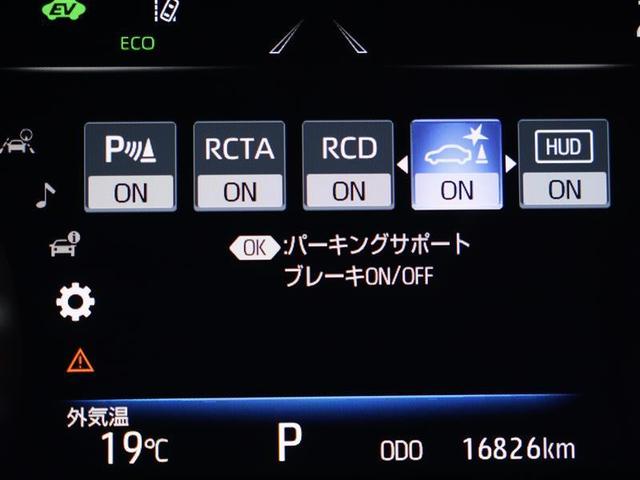 EV
ECO
P RCTA RCD HUD
ON ON ON ON ON
OK:パーキングサポート
ブレーキON/OFF
外気温
19℃ P ODO 16826km